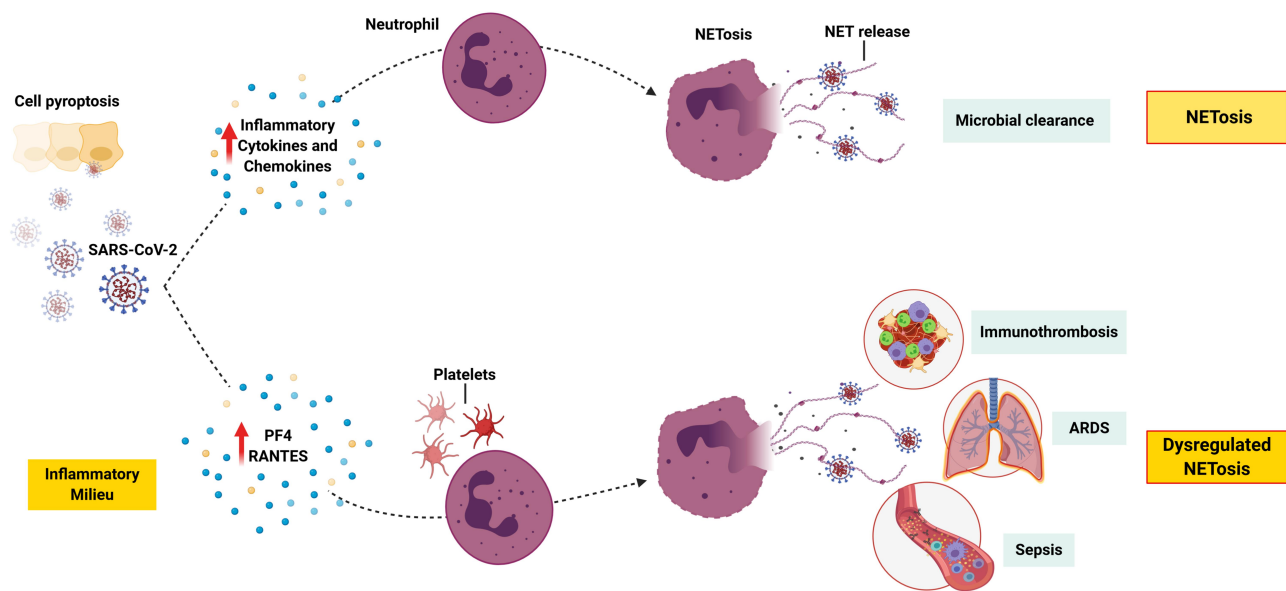 Neutrophil
NETosis
NET release
Cell pyroptosis
Inflammatory
Cytokines and
Chemokines
Microbial clearance
NETosis
SARS-CoV-2
Immunothrombosis
Platelets
PF4
RANTES
ARDS
Dysregulated
NETosis
Inflammatory
Milieu
Sepsis